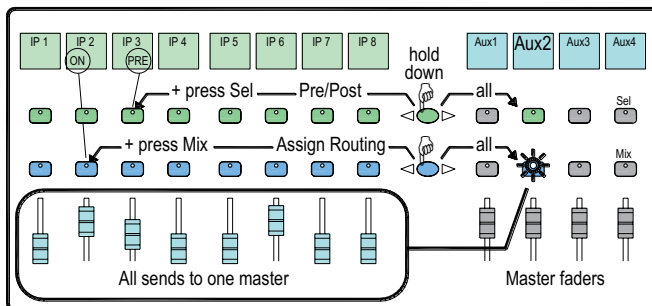 IP 1 IP 2 IP 3 IP 4 IP 5 IP 6 IP 7 IP 8 Aux1 Aux2 Aux3 Aux4
ON PRE
hold
down
+ press Sel Pre/Post all Sel
+ press Mix Assign Routing all Mix
All sends to one master Master faders